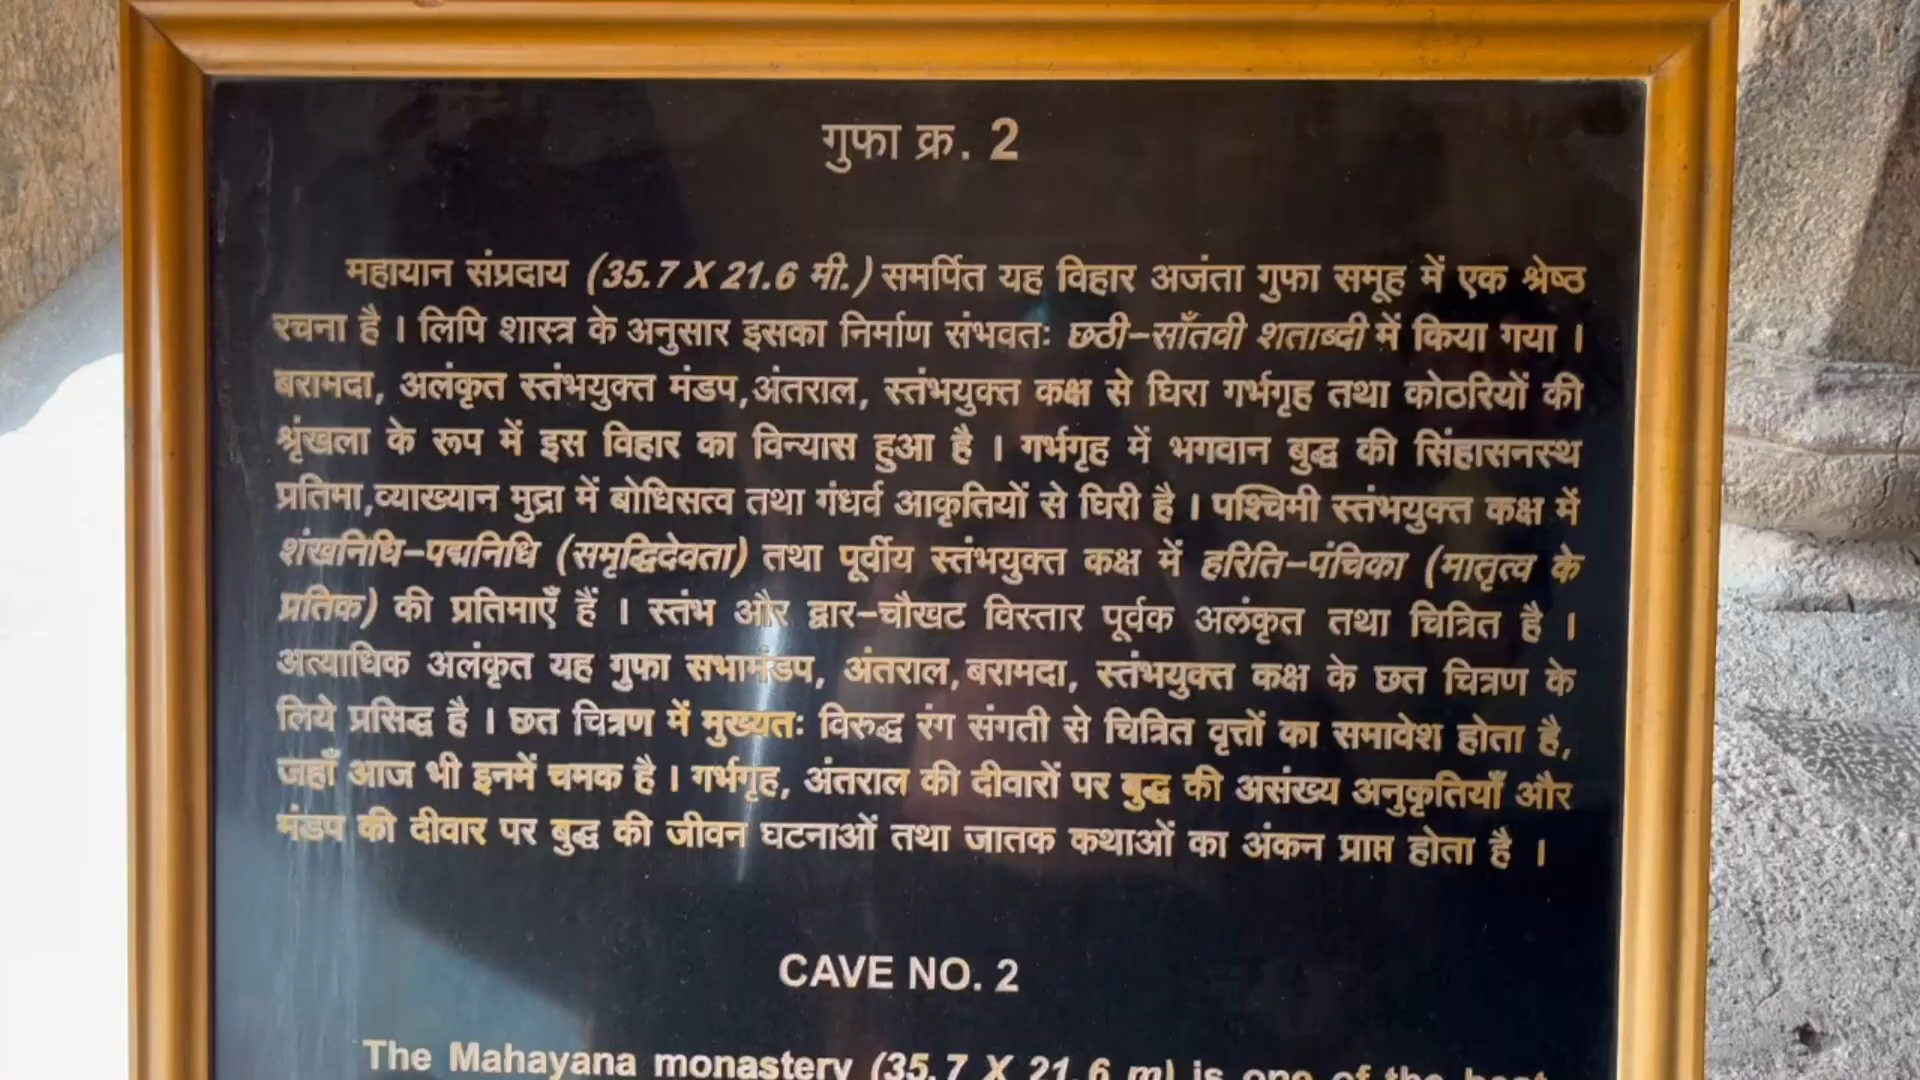 गुफा क्र. 2
महायान संप्रदाय (35.7 X 21.6 मी.) समर्पित यह विहार अजंता गुफा समूह में एक श्रेष्ठ
रचना है । लिपि शास्त्र के अनुसार इसका निर्माण संभवतः छठी–साँतवी शताब्दी में किया गया ।
बरामदा, अलंकृत स्तंभयुक्त मंडप,अंतराल, स्तंभयुक्त कक्ष से घिरा गर्भगृह तथा कोठरियों की
श्रृंखला के रूप में इस विहार का विन्यास हुआ है । गर्भगृह में भगवान बुद्ध की सिंहासनस्थ
प्रतिमा,व्याख्यान मुद्रा में बोधिसत्व तथा गंधर्व आकृतियों से घिरी है । पश्चिमी स्तंभयुक्त कक्ष में
शंखनिधि–पद्मनिधि (समृद्धिदेवता) तथा पूर्वीय स्तंभयुक्त कक्ष में हरिति–पंचिका (मातृत्व के
प्रतिक) की प्रतिमाएँ हैं । स्तंभ और द्वार–चौखट विस्तार पूर्वक अलंकृत तथा चित्रित है ।
अत्याधिक अलंकृत यह गुफा सभामंडप, अंतराल, बरामदा, स्तंभयुक्त कक्ष के छत चित्रण के
लिये प्रसिद्ध है । छत चित्रण में मुख्यतः विरुद्ध रंग संगती से चित्रित वृत्तों का समावेश होता है,
जहाँ आज भी इनमें चमक है । गर्भगृह, अंतराल की दीवारों पर बुद्ध की असंख्य अनुकृतियाँ और
मंडप की दीवार पर बुद्ध की जीवन घटनाओं तथा जातक कथाओं का अंकन प्राप्त होता है ।
CAVE NO. 2
The Mahayana monastery (35.7 X 21.6 m) is one of the best